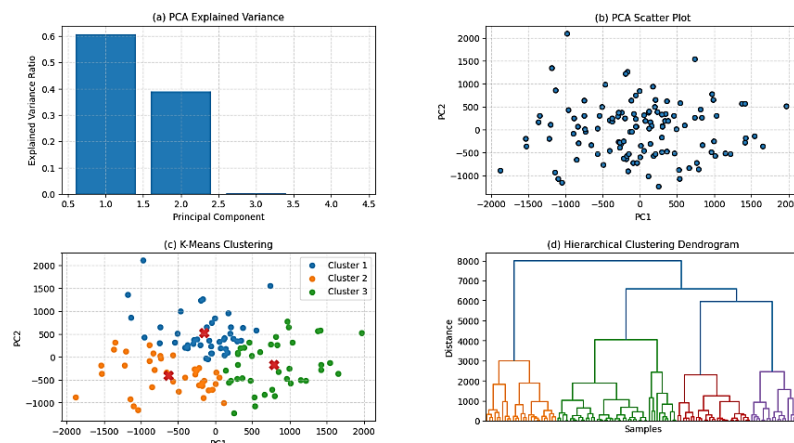 (a) PCA Explained Variance
0.6
0.5
0.4
0.3
0.2
0.1
0.0
Explained Variance Ratio
0.5 1.0 1.5 2.0 2.5 3.0 3.5 4.0 4.5
Principal Component
(b) PCA Scatter Plot
2000
1500
1000
500
0
−500
−1000
PC2
−2000 −1500 −1000 −500 0 500 1000 1500 2000
PC1
(c) K-Means Clustering
Cluster 1
Cluster 2
Cluster 3
2000
1500
1000
500
0
−500
−1000
PC2
−2000 −1500 −1000 −500 0 500 1000 1500 2000
PC1
(d) Hierarchical Clustering Dendrogram
8000
7000
6000
5000
4000
3000
2000
1000
0
Distance
Samples